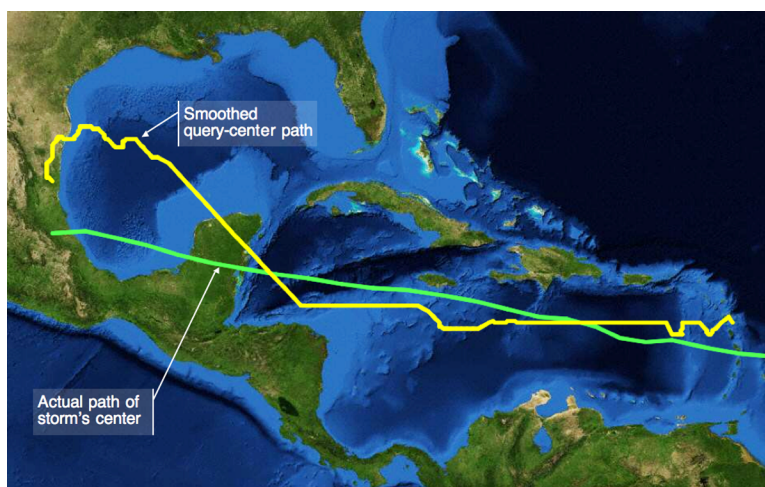 Smoothed
query-center path
Actual path of
storm's center